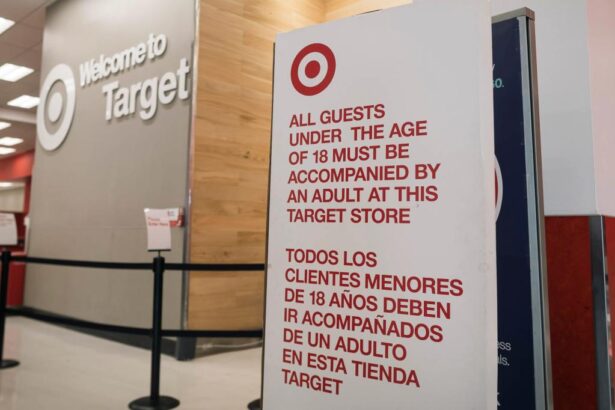 Welcome to
Target
ALL GUESTS
UNDER THE AGE
OF 18 MUST BE
ACCOMPANIED BY
AN ADULT AT THIS
TARGET STORE
TODOS LOS
CLIENTES MENORES
DE 18 AÑOS DEBEN
IR ACOMPAÑADOS
DE UN ADULTO
EN ESTA TIENDA
TARGET